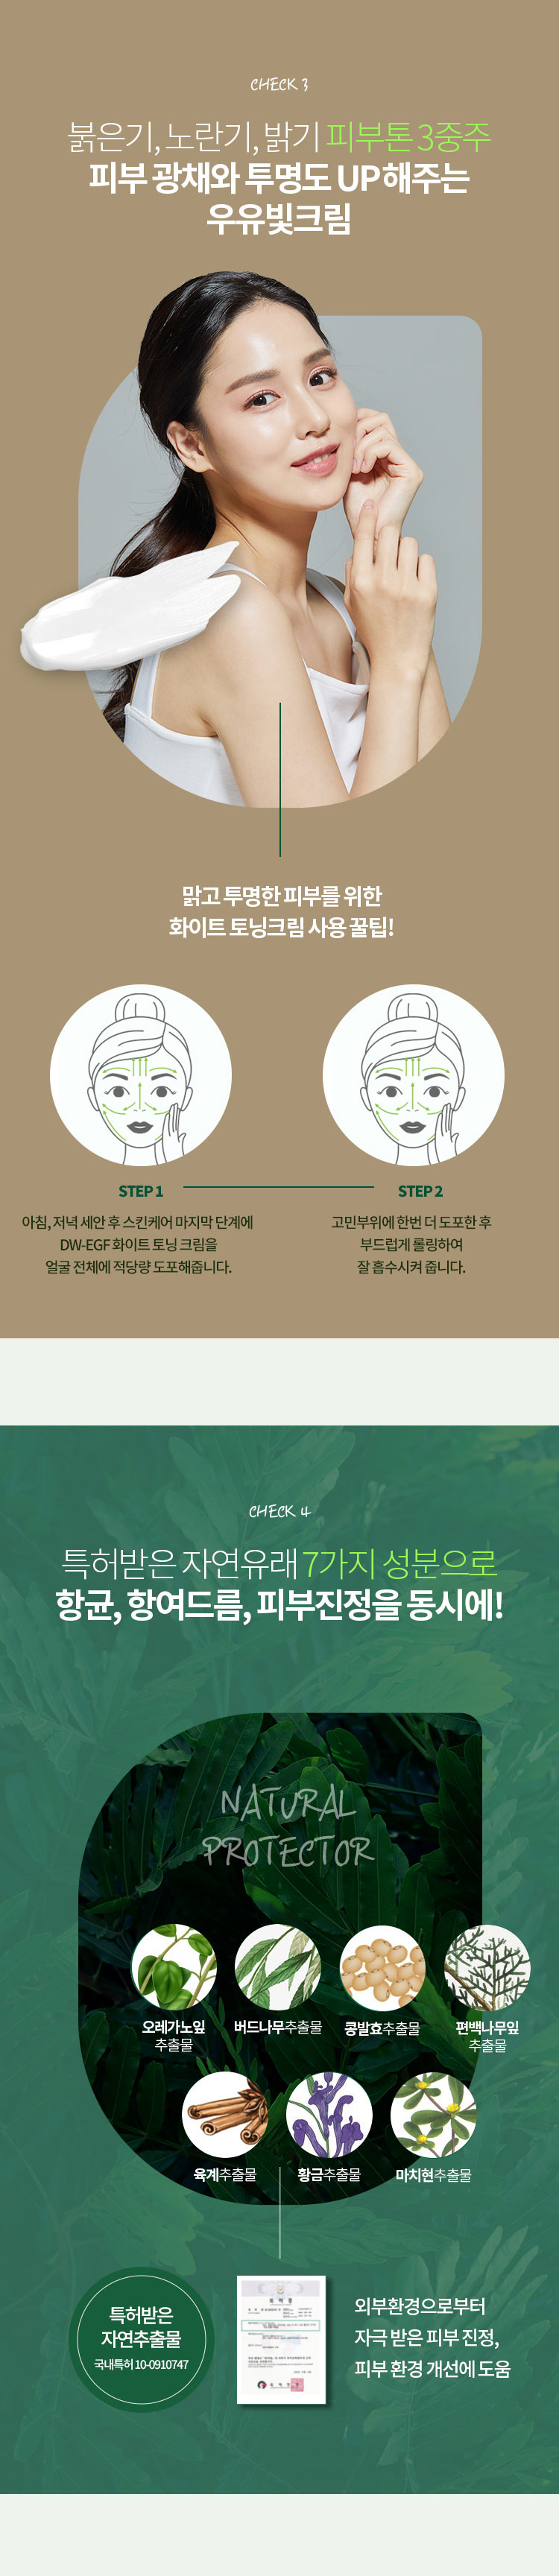 CHECK 3
붉은기, 노란기, 밝기 피부톤 3중주
피부 광채와 투명도 UP해주는
우유빛크림
맑고 투명한 피부를 위한
화이트 토닝크림 사용 꿀팁!
STEP 1
아침, 저녁 세안 후 스킨케어 마지막 단계에
DW-EGF 화이트 토닝 크림을
얼굴 전체에 적당량 도포해줍니다.
STEP 2
고민부위에 한번 더 도포한 후
부드럽게 롤링하여
잘 흡수시켜 줍니다.
CHECK 4
특허받은 자연유래 7가지 성분으로
항균, 항여드름, 피부진정을 동시에!
NATURAL
PROTECTOR
오레가노잎
추출물
버드나무추출물
콩발효추출물
편백나무잎
추출물
육계추출물
황금추출물
마치현추출물
특허받은
자연추출물
국내특허 10-0910747
외부환경으로부터
자극 받은 피부 진정,
피부 환경 개선에 도움